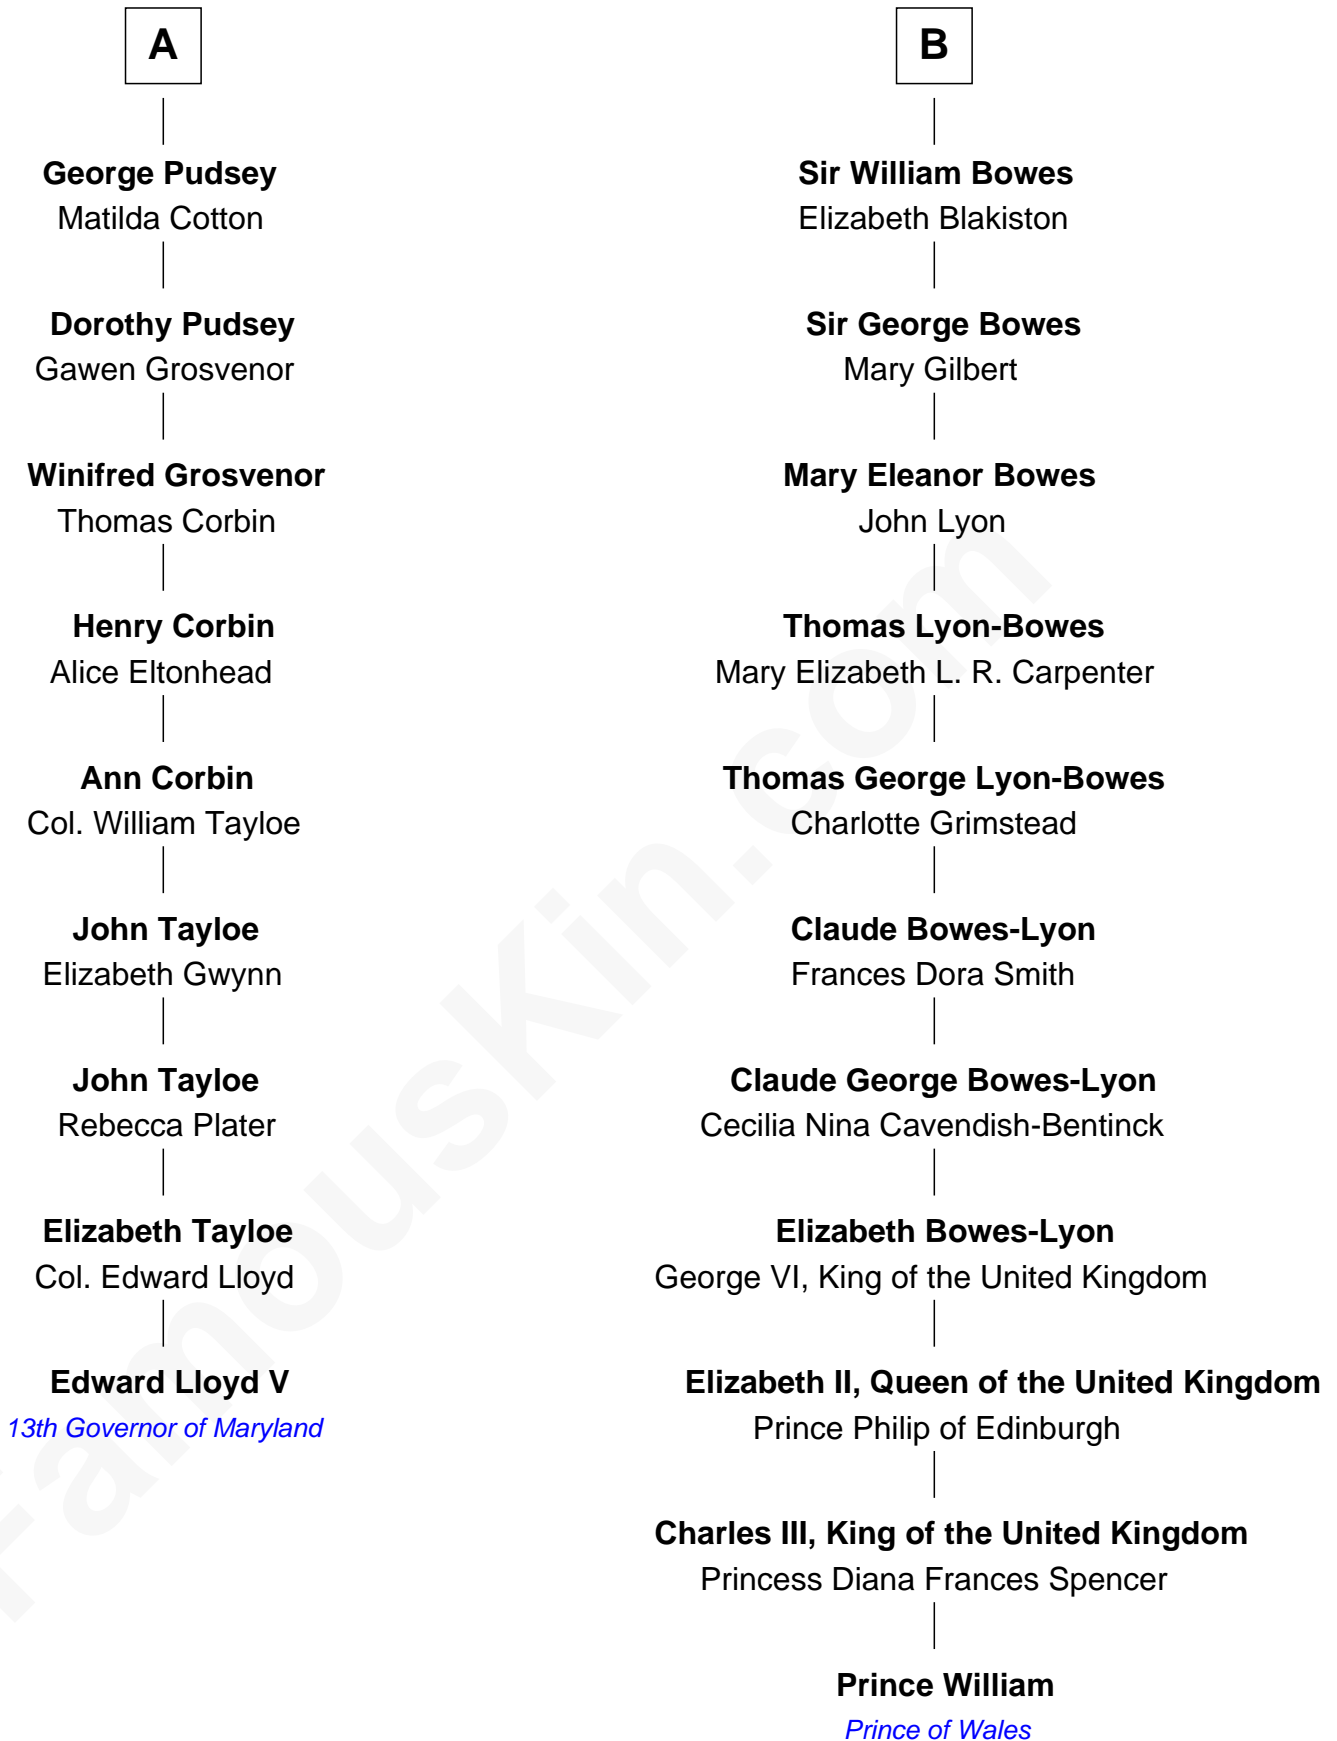 A
George Pudsey
Matilda Cotton
Dorothy Pudsey
Gawen Grosvenor
Winifred Grosvenor
Thomas Corbin
Henry Corbin
Alice Eltonhead
Ann Corbin
Col. William Tayloe
John Tayloe
Elizabeth Gwynn
John Tayloe
Rebecca Plater
Elizabeth Tayloe
Col. Edward Lloyd
Edward Lloyd V
13th Governor of Maryland
B
Sir William Bowes
Elizabeth Blakiston
Sir George Bowes
Mary Gilbert
Mary Eleanor Bowes
John Lyon
Thomas Lyon-Bowes
Mary Elizabeth L. R. Carpenter
Thomas George Lyon-Bowes
Charlotte Grimstead
Claude Bowes-Lyon
Frances Dora Smith
Claude George Bowes-Lyon
Cecilia Nina Cavendish-Bentinck
Elizabeth Bowes-Lyon
George VI, King of the United Kingdom
Elizabeth II, Queen of the United Kingdom
Prince Philip of Edinburgh
Charles III, King of the United Kingdom
Princess Diana Frances Spencer
Prince William
Prince of Wales
FamousKin.com